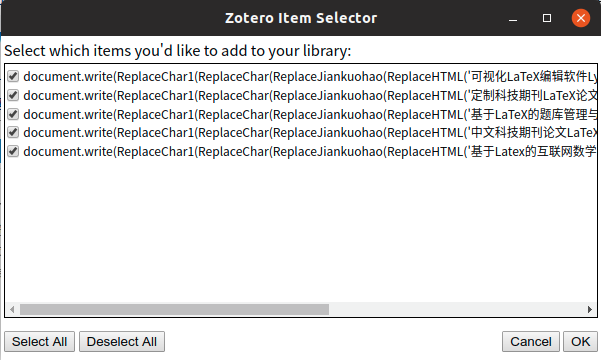 Zotero Item Selector
Select which items you'd like to add to your library:
document.write(ReplaceChar1(ReplaceChar(ReplaceJiankuohao(ReplaceHTML('可视化LaTeX编辑软件Ly
document.write(ReplaceChar1(ReplaceChar(ReplaceJiankuohao(ReplaceHTML('定制科技期刊LaTeX论文
document.write(ReplaceChar1(ReplaceChar(ReplaceJiankuohao(ReplaceHTML('基于LaTeX的题库管理与
document.write(ReplaceChar1(ReplaceChar(ReplaceJiankuohao(ReplaceHTML('中文科技期刊论文LaTeX
document.write(ReplaceChar1(ReplaceChar(ReplaceJiankuohao(ReplaceHTML('基于Latex的互联网数学
Select All Deselect All Cancel OK